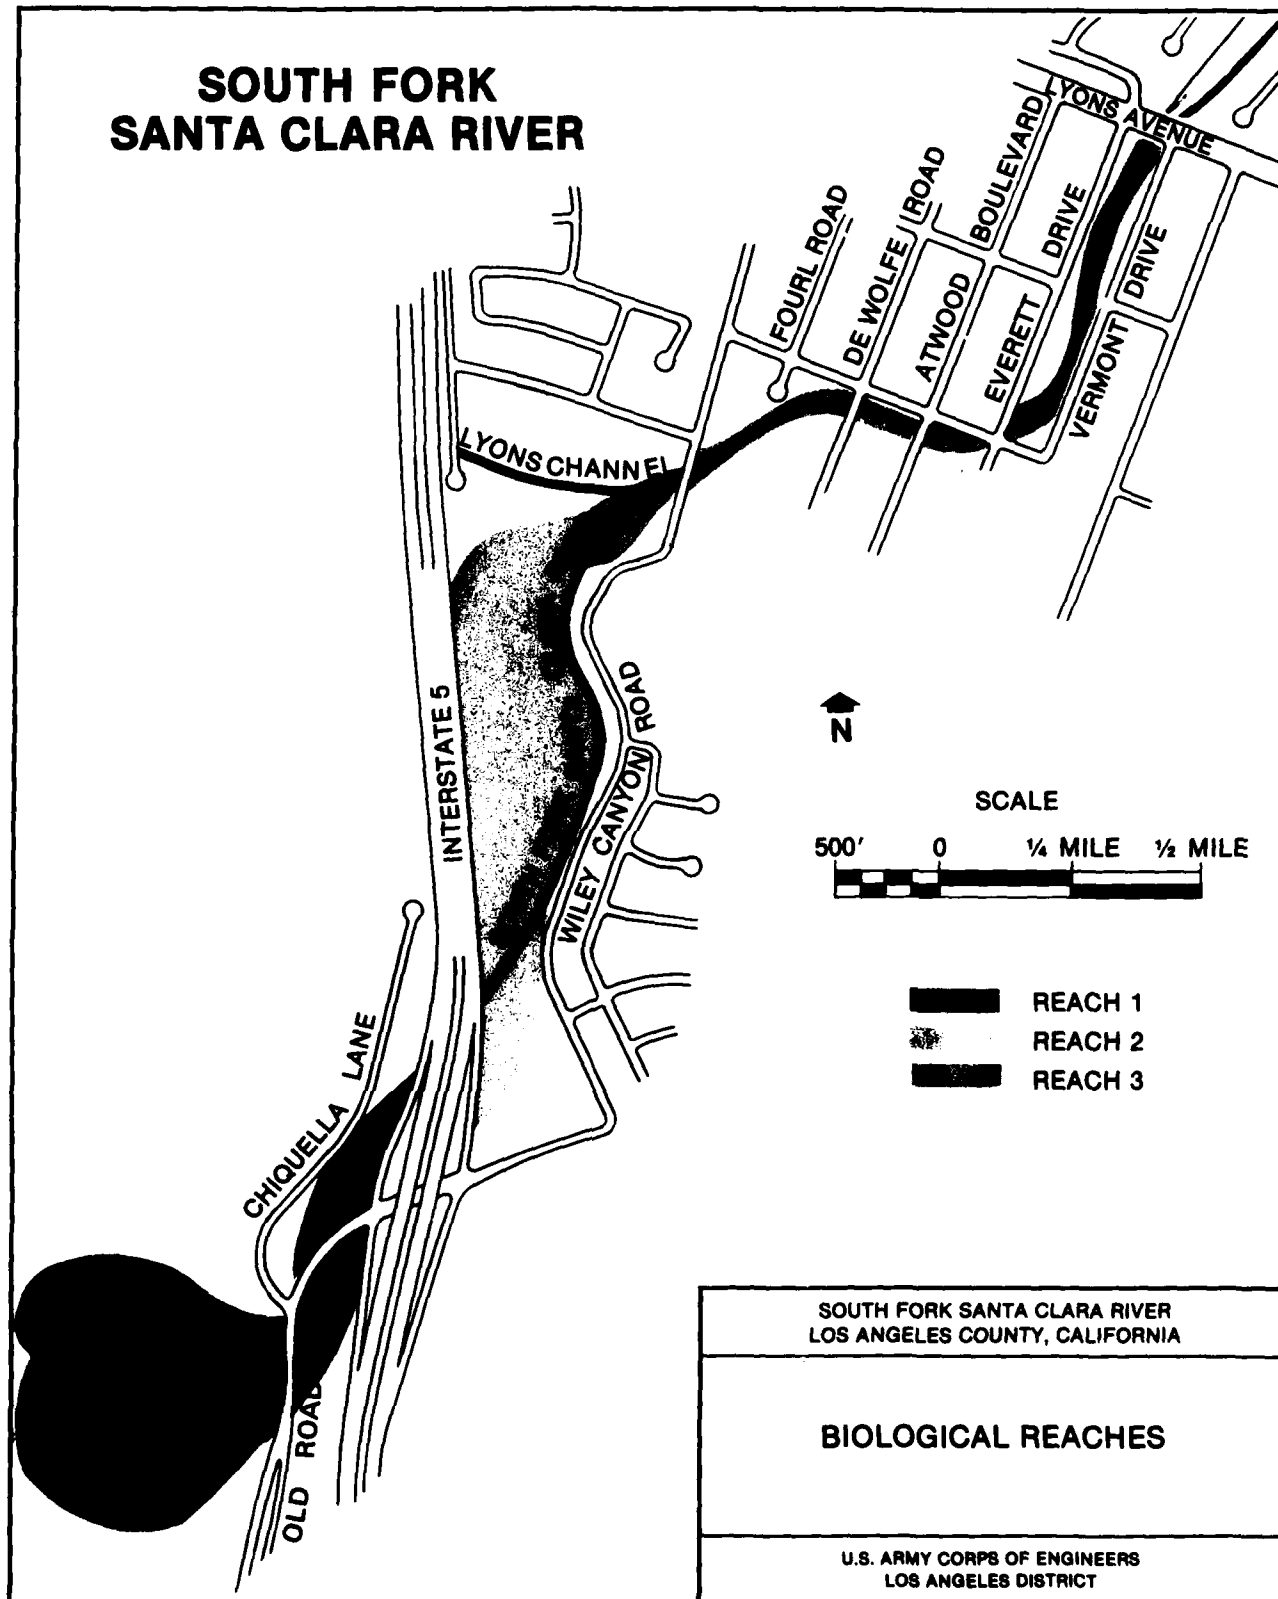 SOUTH FORK
SANTA CLARA RIVER
LYONS AVENUE
BOULEVARD
ROAD
DRIVE
DRIVE
FOURL ROAD
DE WOLFE
ATWOOD
EVERETT
VERMONT
LYONS CHANNEL
INTERSTATE 5
ROAD
WILEY CANYON
N
SCALE
500' 0 ¼ MILE ½ MILE
REACH 1
REACH 2
REACH 3
CHIQUELLA LANE
OLD ROAD
SOUTH FORK SANTA CLARA RIVER
LOS ANGELES COUNTY, CALIFORNIA
BIOLOGICAL REACHES
U.S. ARMY CORPS OF ENGINEERS
LOS ANGELES DISTRICT